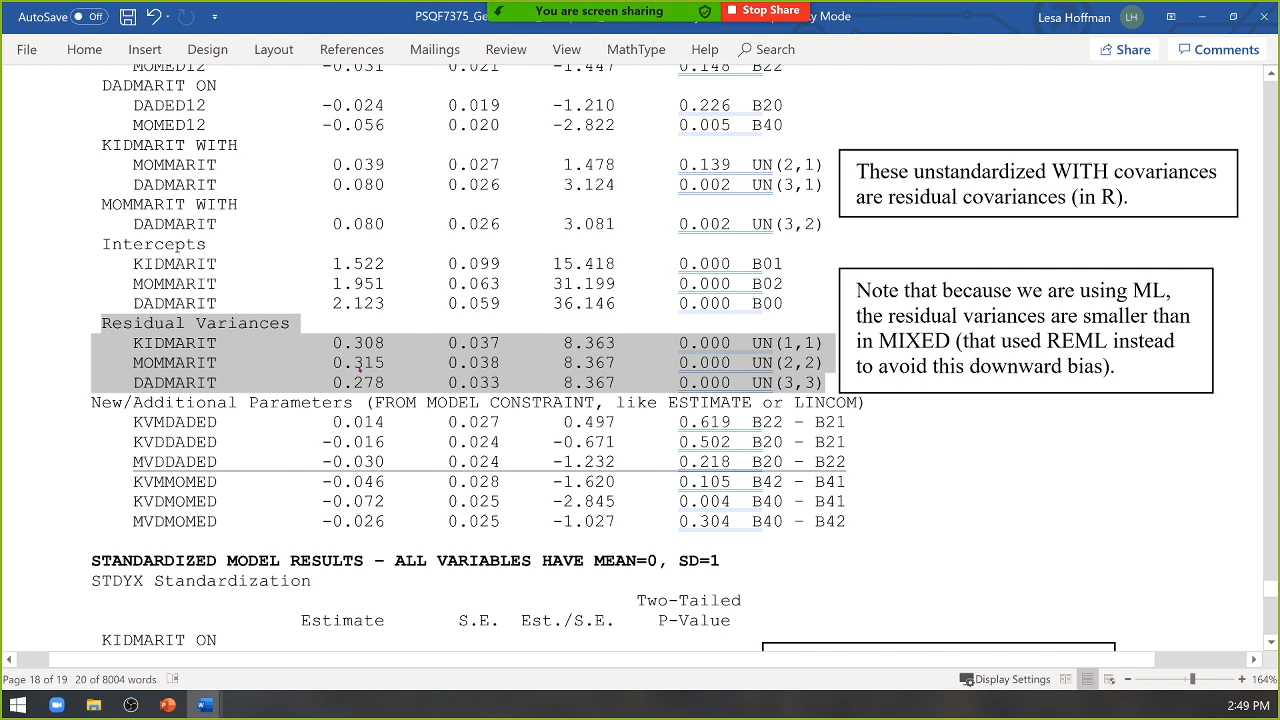 AutoSave Off PSQF7375_Ge You are screen sharing Stop Share y Mode Lesa Hoffman LH
File Home Insert Design Layout References Mailings Review View MathType Help Search Share Comments
MOMED12 -0.031 0.021 -1.447 0.148 B22
DADMARIT ON
DADED12 -0.024 0.019 -1.210 0.226 B20
MOMED12 -0.056 0.020 -2.822 0.005 B40
KIDMARIT WITH
MOMMARIT 0.039 0.027 1.478 0.139 UN(2,1)
DADMARIT 0.080 0.026 3.124 0.002 UN(3,1)
MOMMARIT WITH
DADMARIT 0.080 0.026 3.081 0.002 UN(3,2)
Intercepts
KIDMARIT 1.522 0.099 15.418 0.000 B01
MOMMARIT 1.951 0.063 31.199 0.000 B02
DADMARIT 2.123 0.059 36.146 0.000 B00
Residual Variances
KIDMARIT 0.308 0.037 8.363 0.000 UN(1,1)
MOMMARIT 0.315 0.038 8.367 0.000 UN(2,2)
DADMARIT 0.278 0.033 8.367 0.000 UN(3,3)
These unstandardized WITH covariances
are residual covariances (in R).
Note that because we are using ML,
the residual variances are smaller than
in MIXED (that used REML instead
to avoid this downward bias).
New/Additional Parameters (FROM MODEL CONSTRAINT, like ESTIMATE or LINCOM)
KVMDADED 0.014 0.027 0.497 0.619 B22 – B21
KVDDADED -0.016 0.024 -0.671 0.502 B20 – B21
MVDDADED -0.030 0.024 -1.232 0.218 B20 – B22
KVMMOMED -0.046 0.028 -1.620 0.105 B42 – B41
KVDMOMED -0.072 0.025 -2.845 0.004 B40 – B41
MVDMOMED -0.026 0.025 -1.027 0.304 B40 – B42
STANDARDIZED MODEL RESULTS – ALL VARIABLES HAVE MEAN=0, SD=1
STDYX Standardization
Two-Tailed
Estimate S.E. Est./S.E. P-Value
KIDMARIT ON
Page 18 of 19 20 of 8004 words Display Settings 164%
2:49 PM